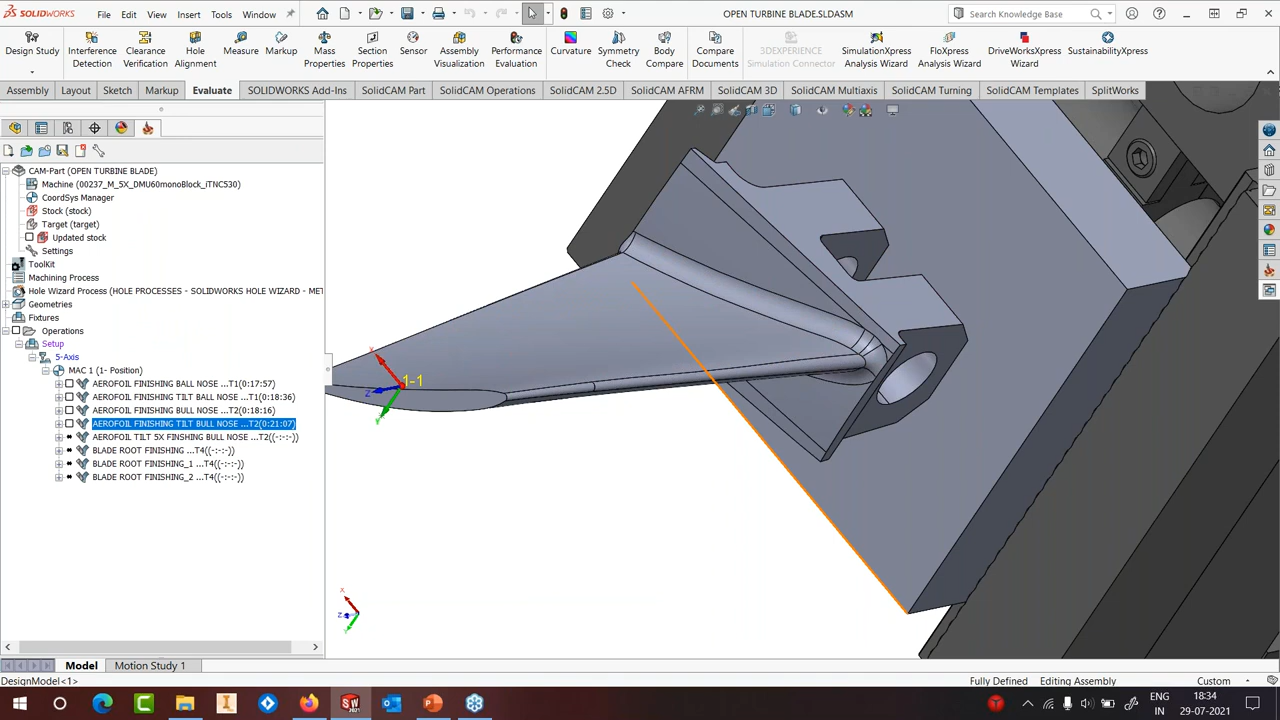 SOLIDWORKS File Edit View Insert Tools Window OPEN TURBINE BLADE.SLDASM Search Knowledge Base
Design Study Interference Detection Clearance Verification Hole Alignment Measure Markup Mass Properties Section Properties Sensor Assembly Visualization Performance Evaluation Curvature Symmetry Check Body Compare Compare Documents 3DEXPERIENCE Simulation Connector SimulationXpress Analysis Wizard FloXpress Analysis Wizard DriveWorksXpress Wizard SustainabilityXpress
Assembly Layout Sketch Markup Evaluate SOLIDWORKS Add-Ins SolidCAM Part SolidCAM Operations SolidCAM 2.5D SolidCAM AFRM SolidCAM 3D SolidCAM Multiaxis SolidCAM Turning SolidCAM Templates SplitWorks
CAM-Part (OPEN TURBINE BLADE)
Machine (00237_M_5X_DMU60monoBlock_iTNC530)
CoordSys Manager
Stock (stock)
Target (target)
Updated stock
Settings
ToolKit
Machining Process
Hole Wizard Process (HOLE PROCESSES - SOLIDWORKS HOLE WIZARD - MET
Geometries
Fixtures
Operations
Setup
5-Axis
MAC 1 (1- Position)
AEROFOIL FINISHING BALL NOSE ...T1(0:17:57)
AEROFOIL FINISHING TILT BALL NOSE ...T1(0:18:36)
AEROFOIL FINISHING BULL NOSE ...T2(0:18:16)
AEROFOIL FINISHING TILT BULL NOSE ...T2(0:21:07)
AEROFOIL TILT 5X FINSHING BULL NOSE ...T2((-:-:-))
BLADE ROOT FINISHING ...T4((-:-:-))
BLADE ROOT FINISHING_1 ...T4((-:-:-))
BLADE ROOT FINISHING_2 ...T4((-:-:-))
X
1-1
Z
Y
X
Z
Y
Model Motion Study 1
DesignModel<1> Fully Defined Editing Assembly Custom
ENG 18:34
IN 29-07-2021